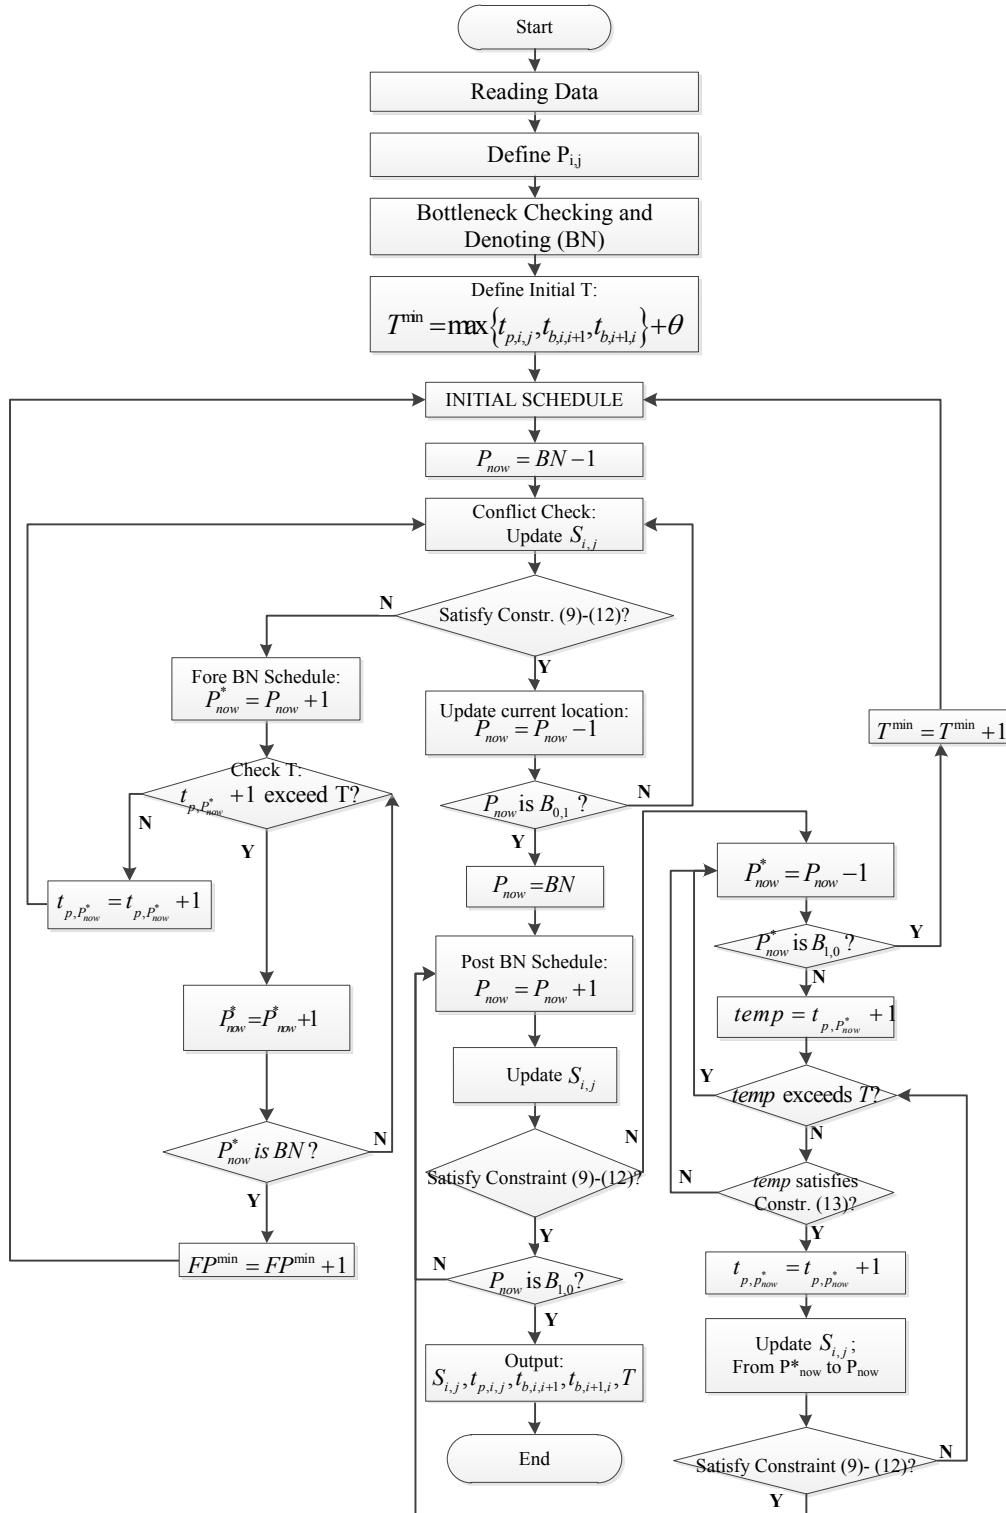 Start
Reading Data
Define P_{i,j}
Bottleneck Checking and
Denoting (BN)
Define Initial T:
T^{min} = max{t_{p,i,j}, t_{b,i,i+1}, t_{b,i+1,i}} + θ
INITIAL SCHEDULE
P_{now} = BN − 1
Conflict Check:
Update S_{i,j}
Satisfy Constr. (9)-(12)?
N
Y
Fore BN Schedule:
P^*_{now} = P_{now} + 1
Check T:
t_{p,P^*_{now}} + 1 exceed T?
N
Y
t_{p,P^*_{now}} = t_{p,P^*_{now}} + 1
P^*_{now} = P^*_{now} + 1
P^*_{now} is BN ?
N
Y
FP^{min} = FP^{min} + 1
Update current location:
P_{now} = P_{now} − 1
P_{now} is B_{0,1} ?
N
Y
P_{now} = BN
Post BN Schedule:
P_{now} = P_{now} + 1
Update S_{i,j}
Satisfy Constraint (9)-(12)?
N
Y
P_{now} is B_{1,0}?
N
Y
Output:
S_{i,j}, t_{p,i,j}, t_{b,i,i+1}, t_{b,i+1,i}, T
End
T^{min} = T^{min} + 1
P^*_{now} = P_{now} − 1
P^*_{now} is B_{1,0} ?
Y
N
temp = t_{p,P^*_{now}} + 1
temp exceeds T?
Y
N
temp satisfies
Constr. (13)?
N
Y
t_{p,p^*_{now}} = t_{p,p^*_{now}} + 1
Update S_{i,j};
From P*_{now} to P_{now}
Satisfy Constraint (9)- (12)?
N
Y